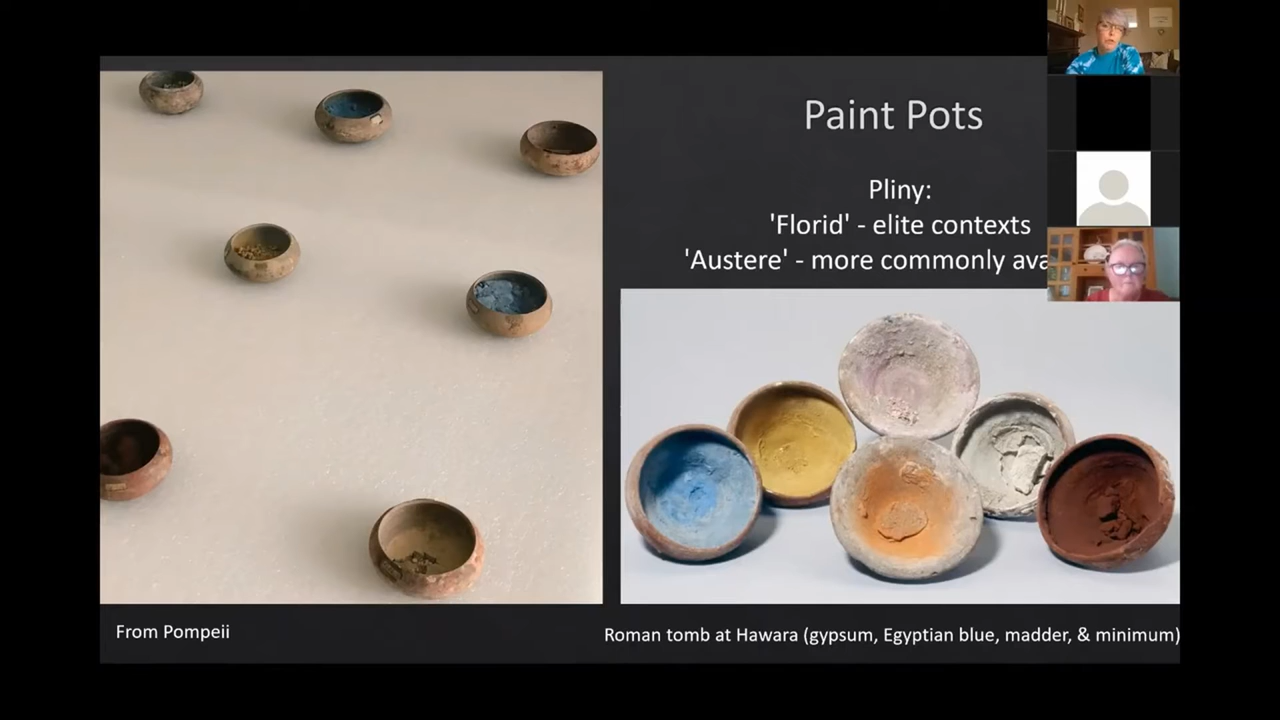 Paint Pots
Pliny:
'Florid' - elite contexts
'Austere' - more commonly
From Pompeii
Roman tomb at Hawara (gypsum, Egyptian blue, madder, & minimum)